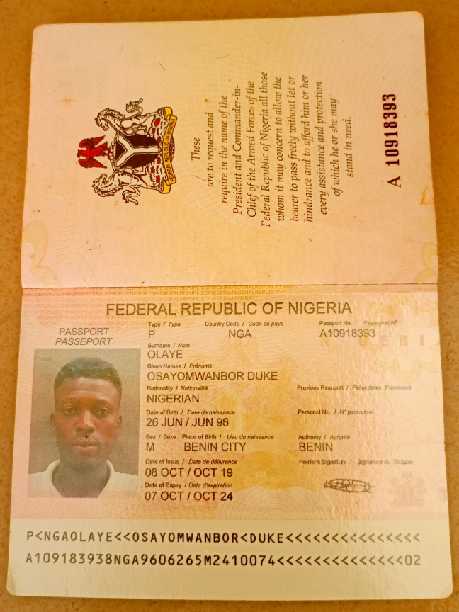 These
are to request and
require in the name of the
President and Commander-in-
Chief of the Armed Forces of the
Federal Republic of Nigeria all those
whom it may concern to allow the
bearer to pass freely without let or
hindrance and to afford him or her
every assistance and protection
of which he or she may
stand in need.
A 10918393
FEDERAL REPUBLIC OF NIGERIA
PASSPORT
PASSEPORT
Type / Type Country Code / Code du pays Passport No. / Passeport N°
P NGA A10918393
Surname / Nom
OLAYE
Given Names / Prénoms
OSAYOMWANBOR DUKE
Nationality / Nationalité Previous Passport /
NIGERIAN
Date of Birth / Date de naissance Personal No. / N° personnel
26 JUN / JUN 96
Sex / Sexe Place of Birth / Lieu de naissance Authority / Autorité
M BENIN CITY BENIN
Date of Issue / Date de délivrance Holder's Signature /
08 OCT / OCT 19
Date of Expiry / Date d'expiration
07 OCT / OCT 24
P<NGAOLAYE<<OSAYOMWANBOR<DUKE<<<<<<<<<<<<<<<
A109183938NGA9606265M2410074<<<<<<<<<<<<<<02